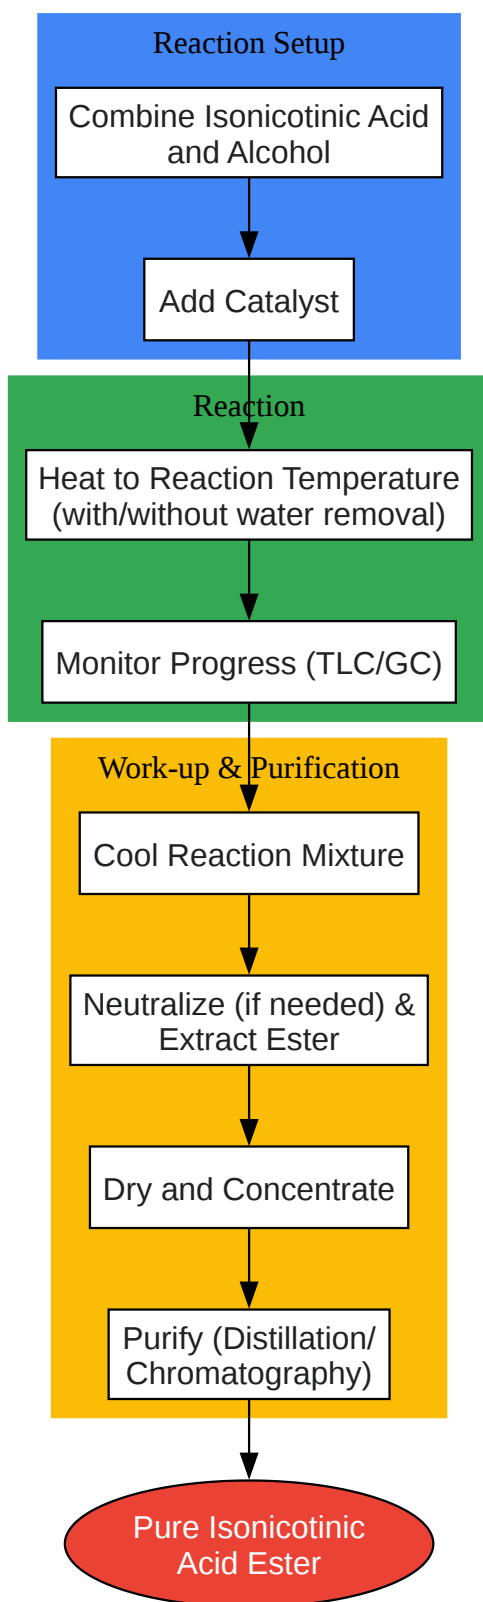 Reaction Setup
Combine Isonicotinic Acid
and Alcohol
Add Catalyst
Reaction
Heat to Reaction Temperature
(with/without water removal)
Monitor Progress (TLC/GC)
Work-up & Purification
Cool Reaction Mixture
Neutralize (if needed) &
Extract Ester
Dry and Concentrate
Purify (Distillation/
Chromatography)
Pure Isonicotinic
Acid Ester